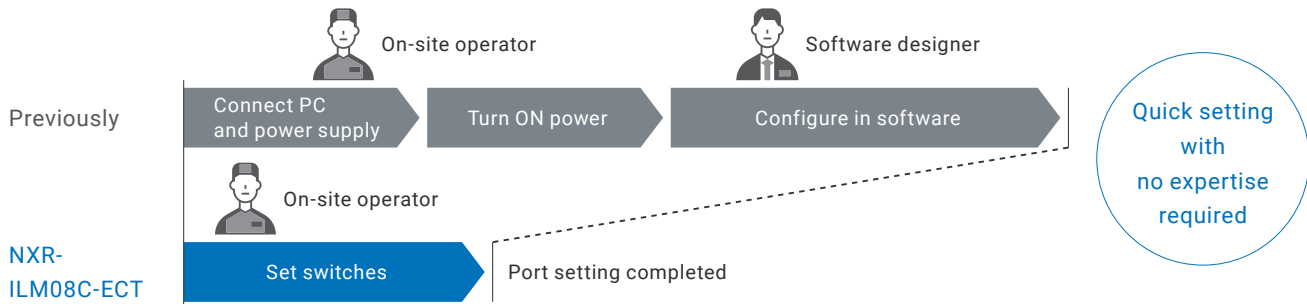 On-site operator
Software designer
Previously
Connect PC
and power supply
Turn ON power
Configure in software
Quick setting
with
no expertise
required
On-site operator
NXR-
ILM08C-ECT
Set switches
Port setting completed